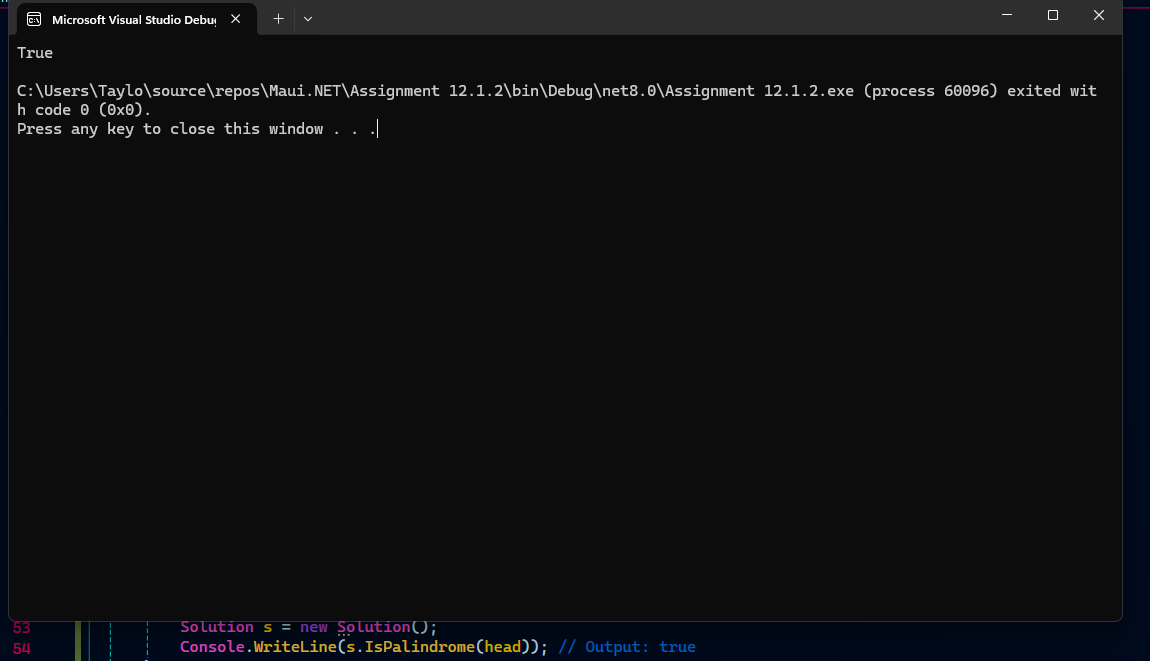 Microsoft Visual Studio Debu
True
C:\Users\Taylo\source\repos\Maui.NET\Assignment 12.1.2\bin\Debug\net8.0\Assignment 12.1.2.exe (process 60096) exited wit
h code 0 (0x0).
Press any key to close this window . . .
53 Solution s = new Solution();
54 Console.WriteLine(s.IsPalindrome(head)); // Output: true